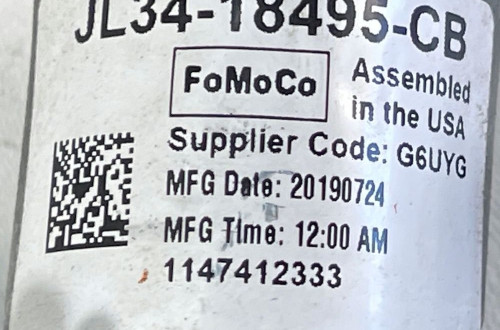 JL34-18495-CB
FoMoCo
Assembled
in the USA
Supplier Code: G6UYG
MFG Date: 20190724
MFG Time: 12:00 AM
1147412333